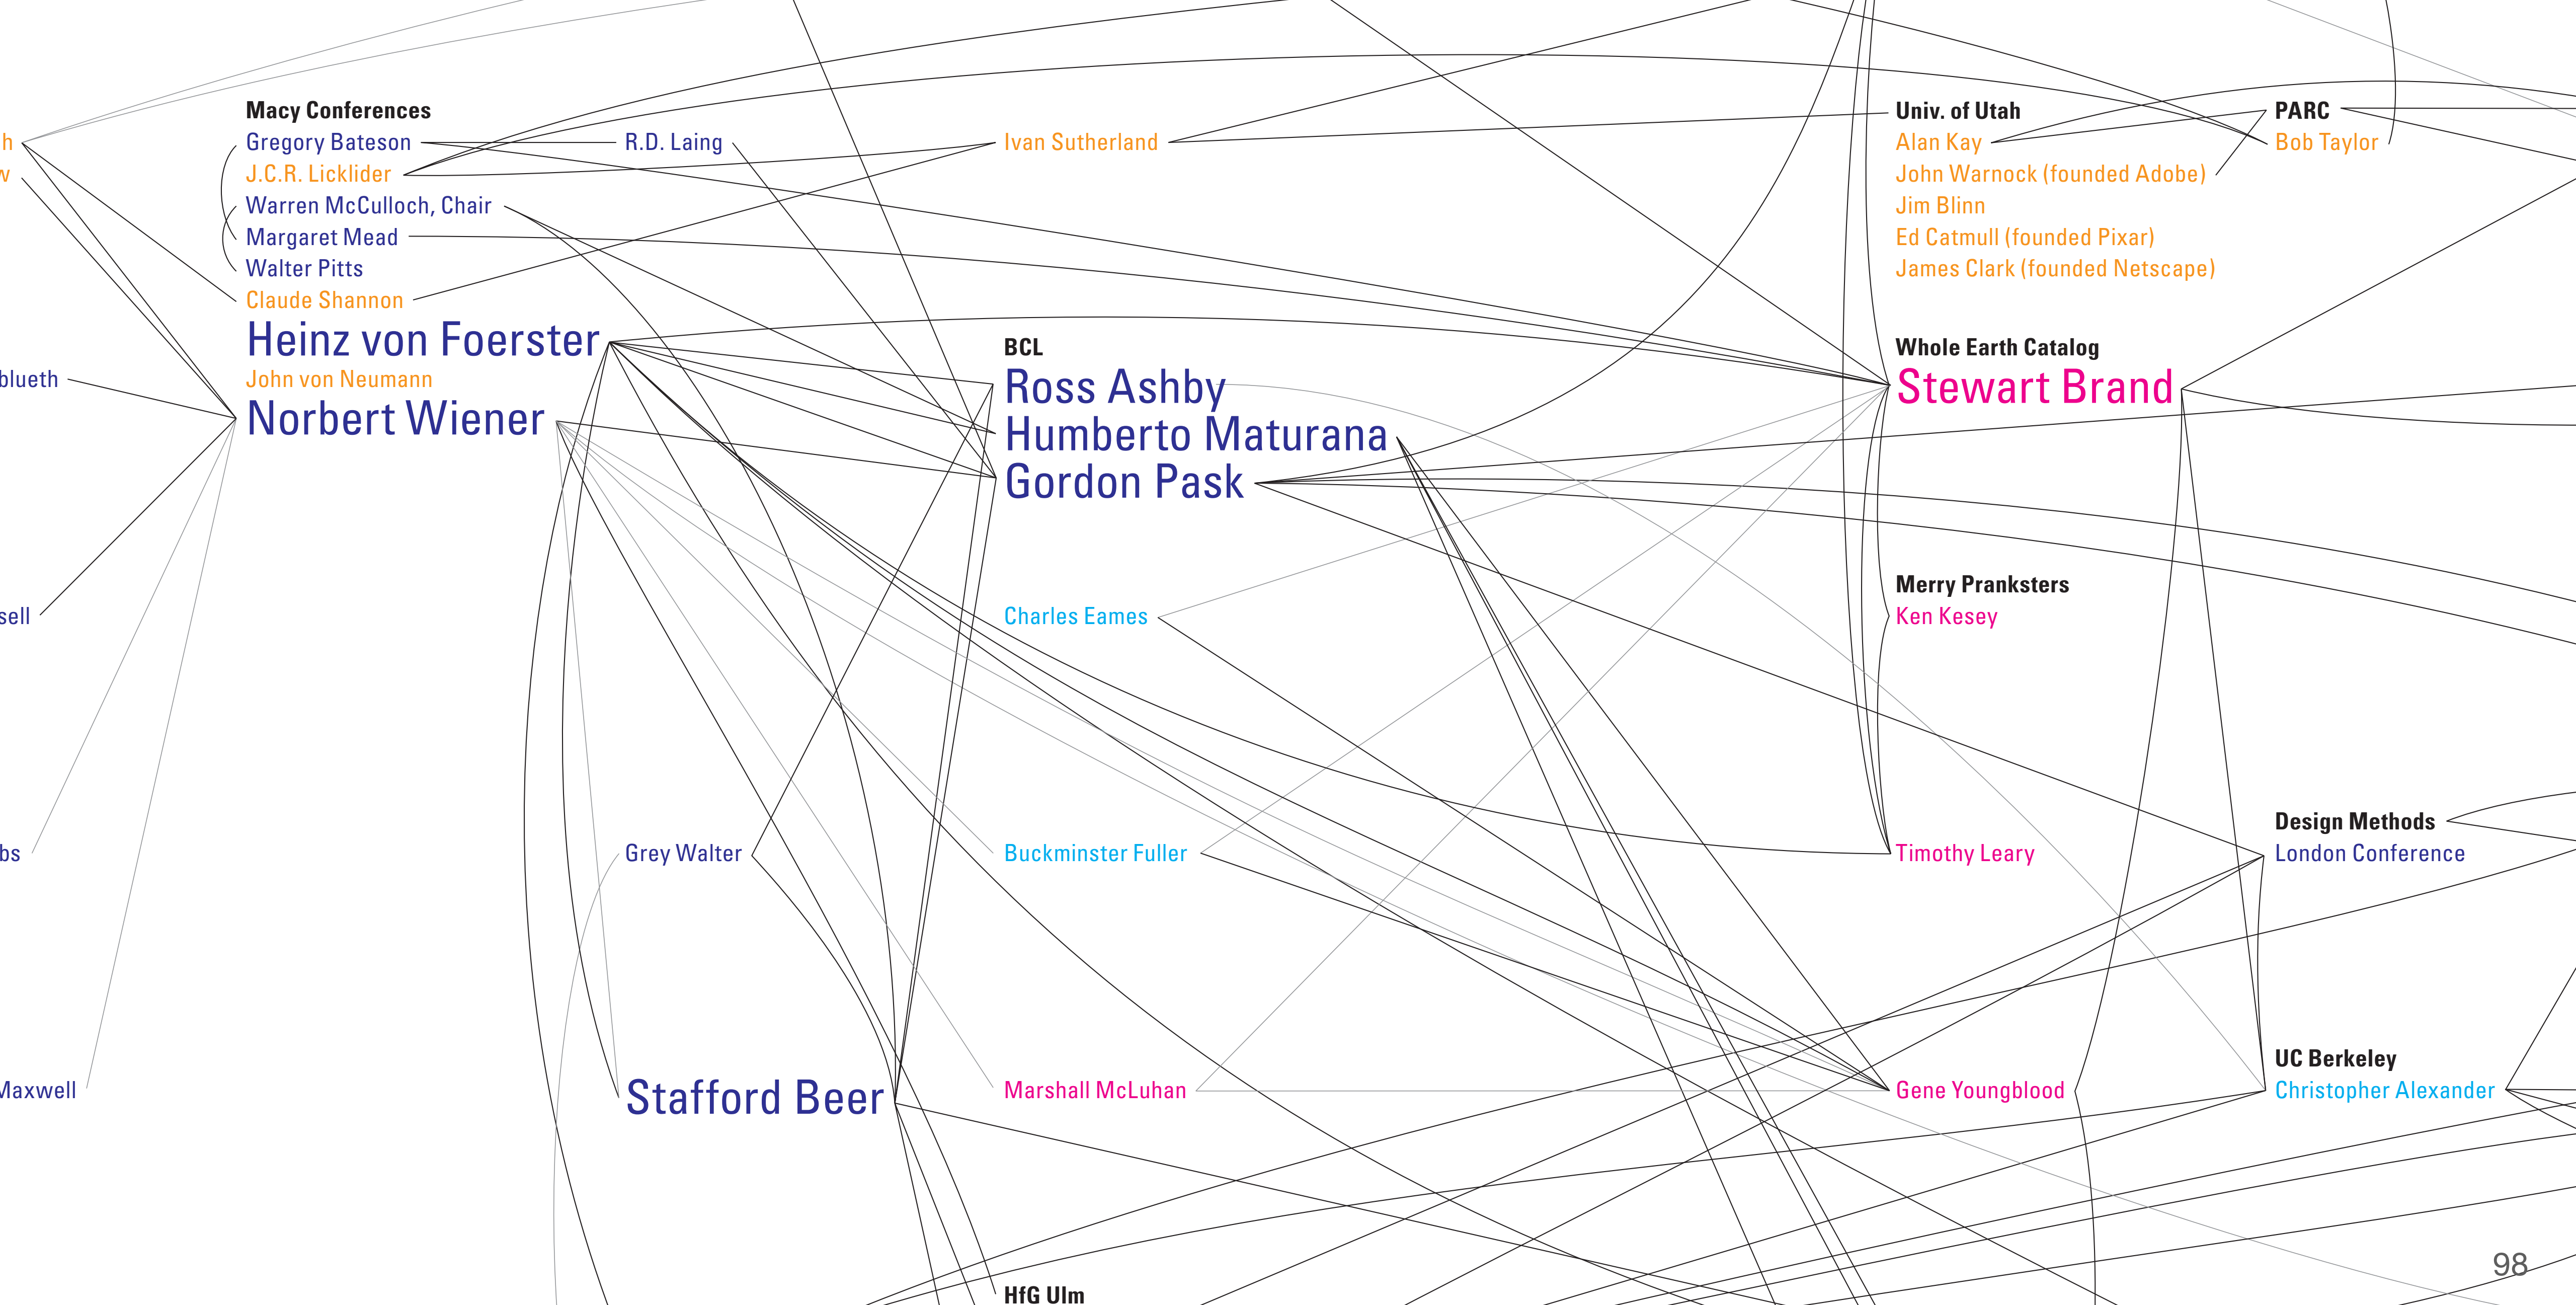 Macy Conferences
Gregory Bateson
J.C.R. Licklider
Warren McCulloch, Chair
Margaret Mead
Walter Pitts
Claude Shannon
Heinz von Foerster
John von Neumann
Norbert Wiener
h
w
blueth
sell
bs
Maxwell
R.D. Laing
Grey Walter
Stafford Beer
Ivan Sutherland
BCL
Ross Ashby
Humberto Maturana
Gordon Pask
Charles Eames
Buckminster Fuller
Marshall McLuhan
HfG Ulm
Univ. of Utah
Alan Kay
John Warnock (founded Adobe)
Jim Blinn
Ed Catmull (founded Pixar)
James Clark (founded Netscape)
Whole Earth Catalog
Stewart Brand
Merry Pranksters
Ken Kesey
Timothy Leary
Gene Youngblood
PARC
Bob Taylor
Design Methods
London Conference
UC Berkeley
Christopher Alexander
98